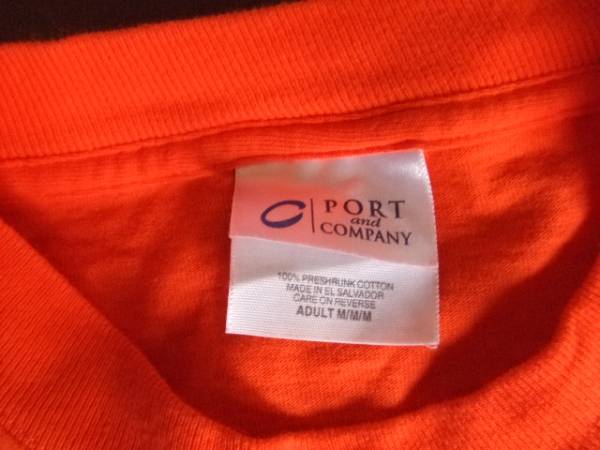 PORT
and
COMPANY
100% PRESHRUNK COTTON
MADE IN EL SALVADOR
CARE ON REVERSE
ADULT M/M/M